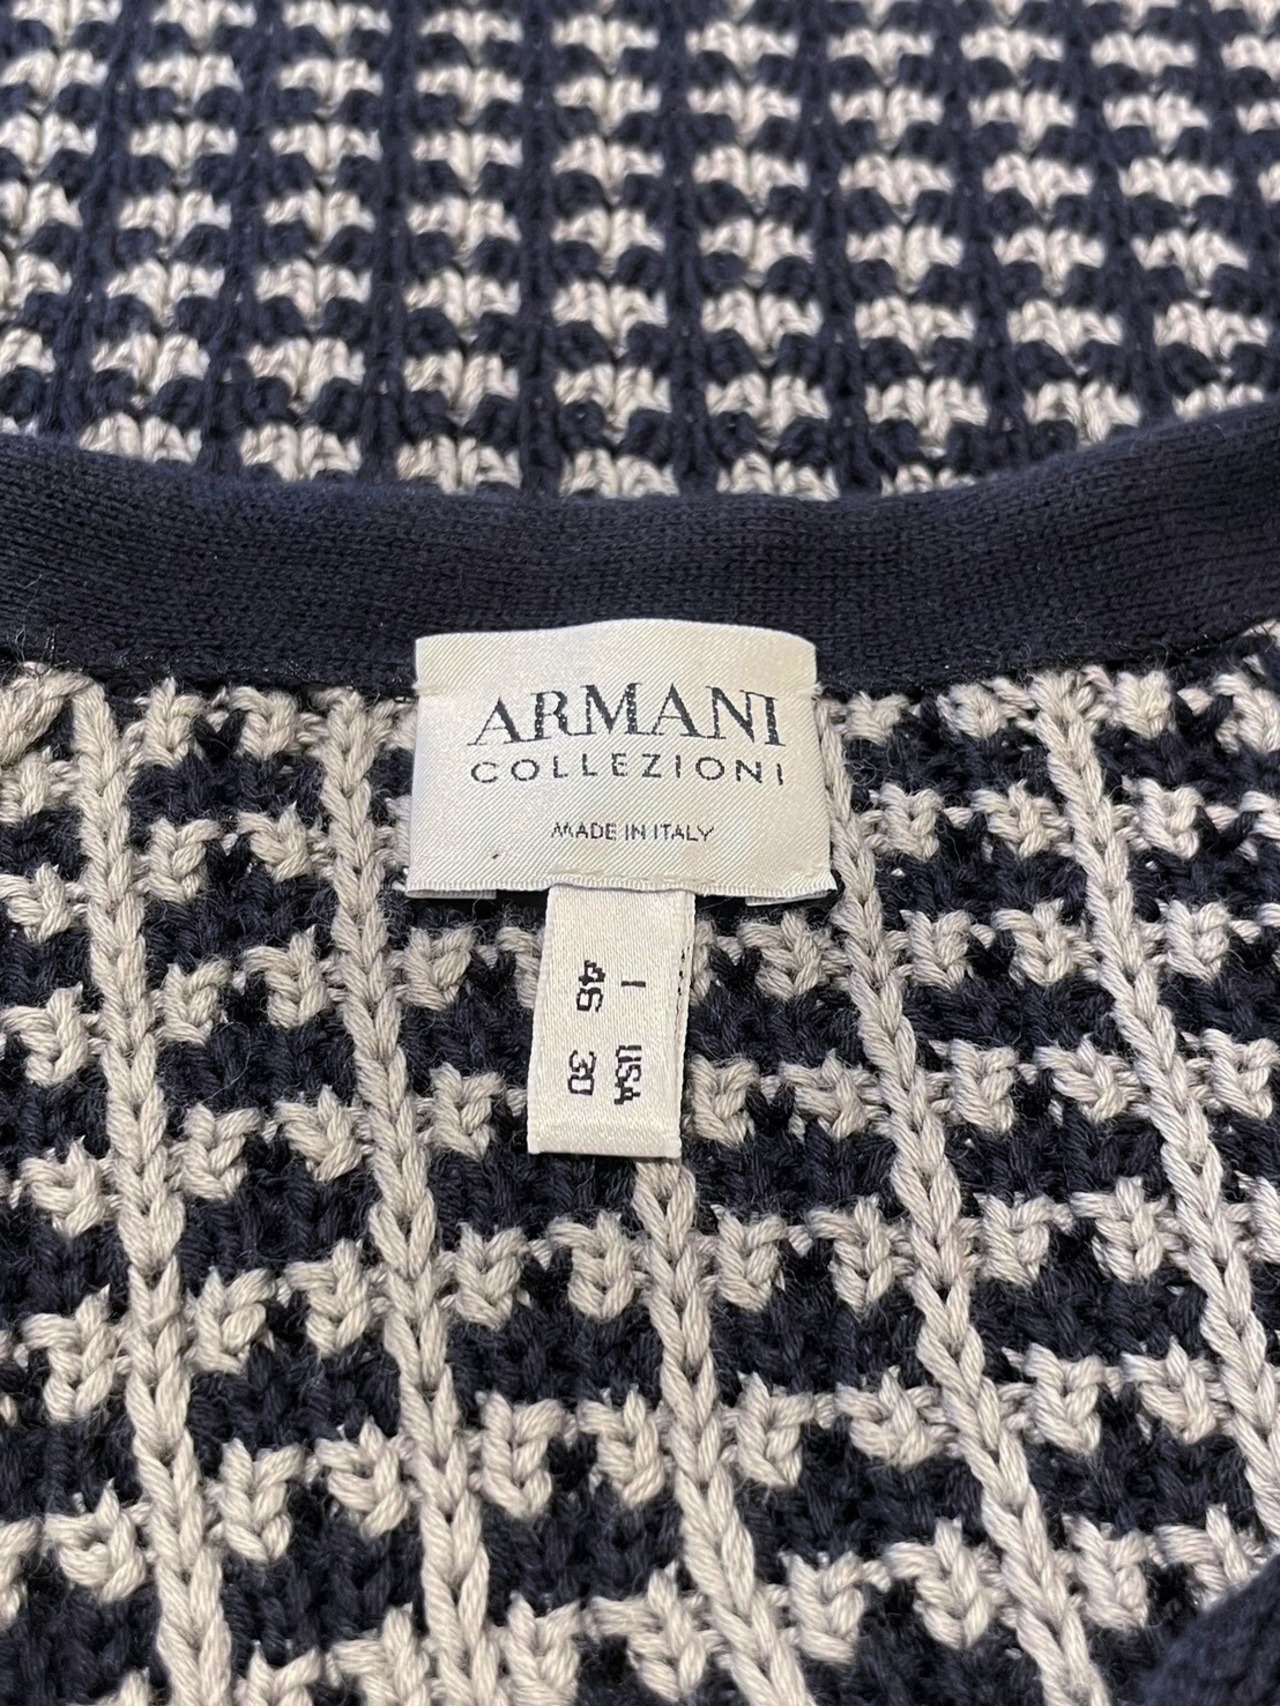 ARMANI
COLLEZIONI
MADE IN ITALY
I USA
46 36